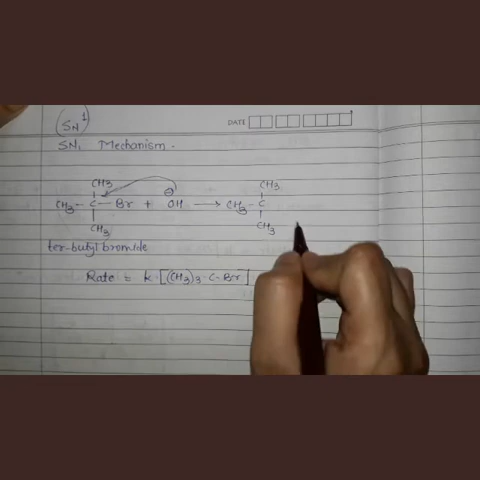 (SN¹)
DATE
SN₁ Mechanism.
CH₃ CH₃
CH₃ - C - Br + ⊖OH → CH₃ - C
CH₃ CH₃
ter-butyl bromide
Rate = k · [(CH₃)₃ · C - Br]